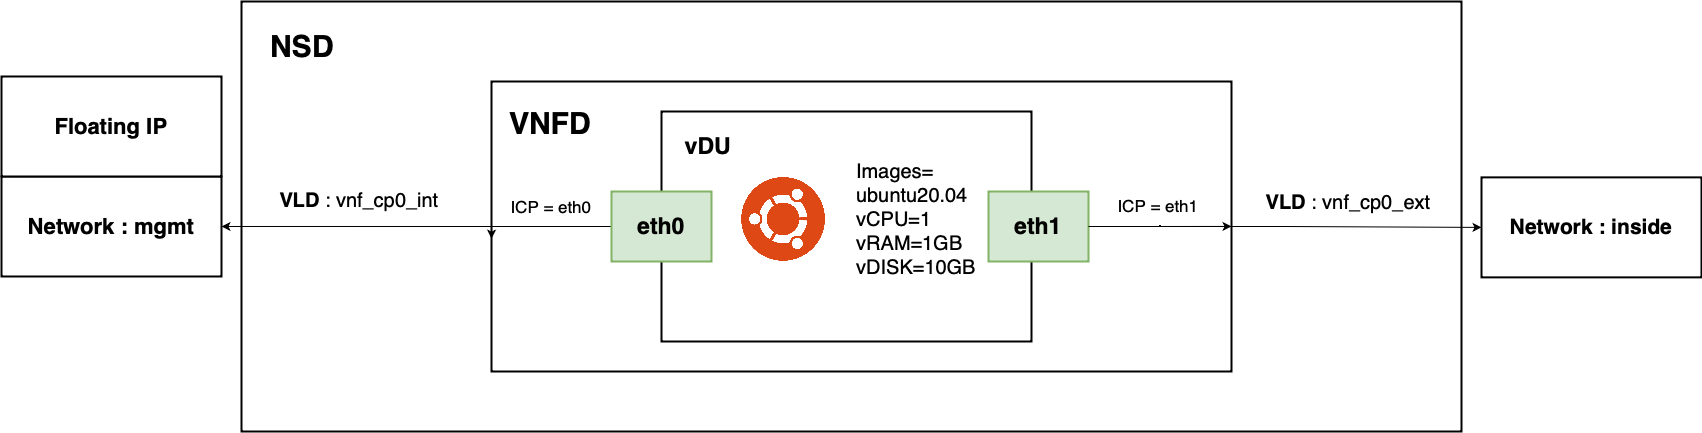 NSD
Floating IP
Network : mgmt
VLD : vnf_cp0_int
VNFD
ICP = eth0
vDU
eth0
Images=
ubuntu20.04
vCPU=1
vRAM=1GB
vDISK=10GB
eth1
ICP = eth1
VLD : vnf_cp0_ext
Network : inside